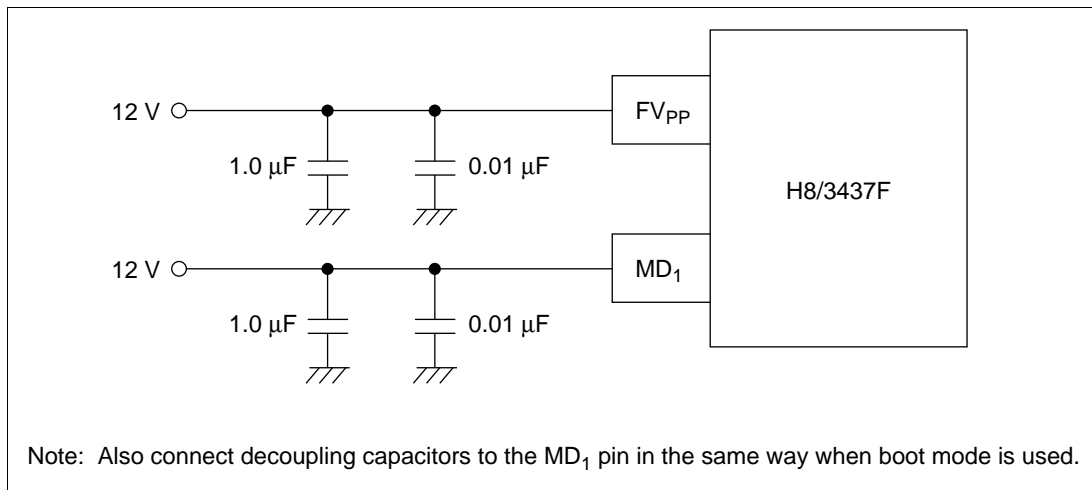 12 V
FVPP
1.0 μF
0.01 μF
H8/3437F
12 V
MD1
1.0 μF
0.01 μF
Note: Also connect decoupling capacitors to the MD1 pin in the same way when boot mode is used.